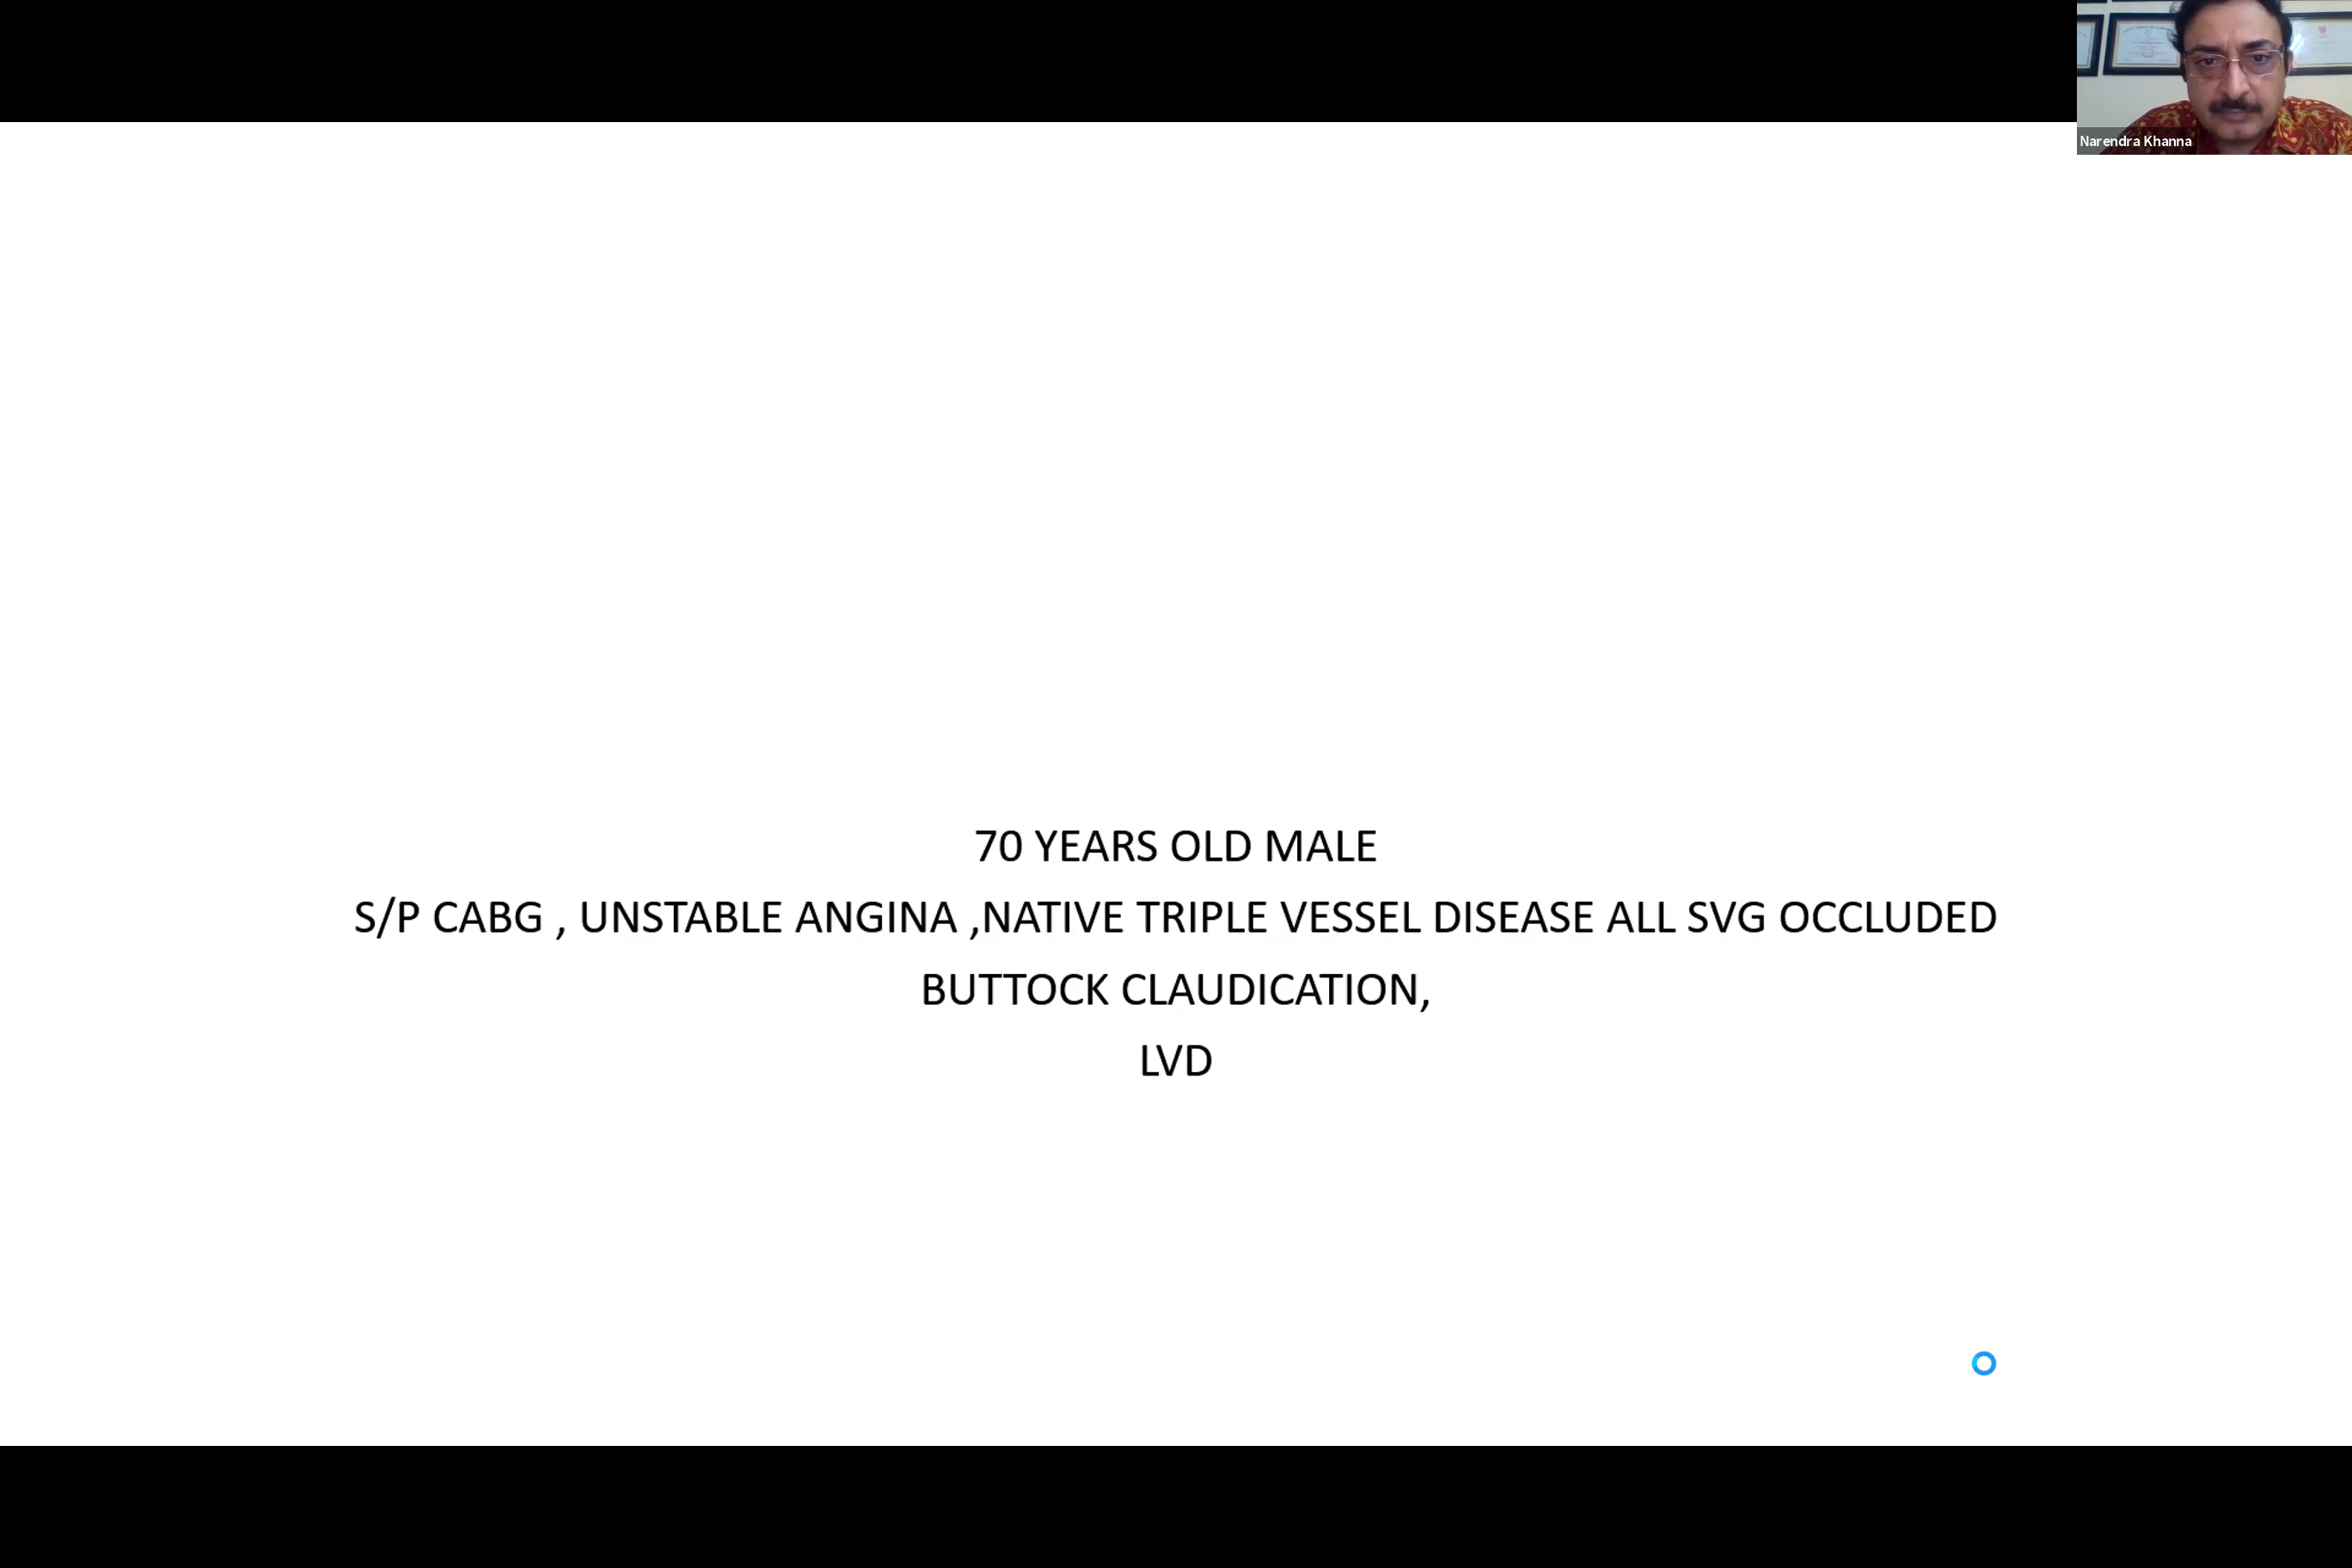 Narendra Khanna
70 YEARS OLD MALE
S/P CABG , UNSTABLE ANGINA ,NATIVE TRIPLE VESSEL DISEASE ALL SVG OCCLUDED
BUTTOCK CLAUDICATION,
LVD